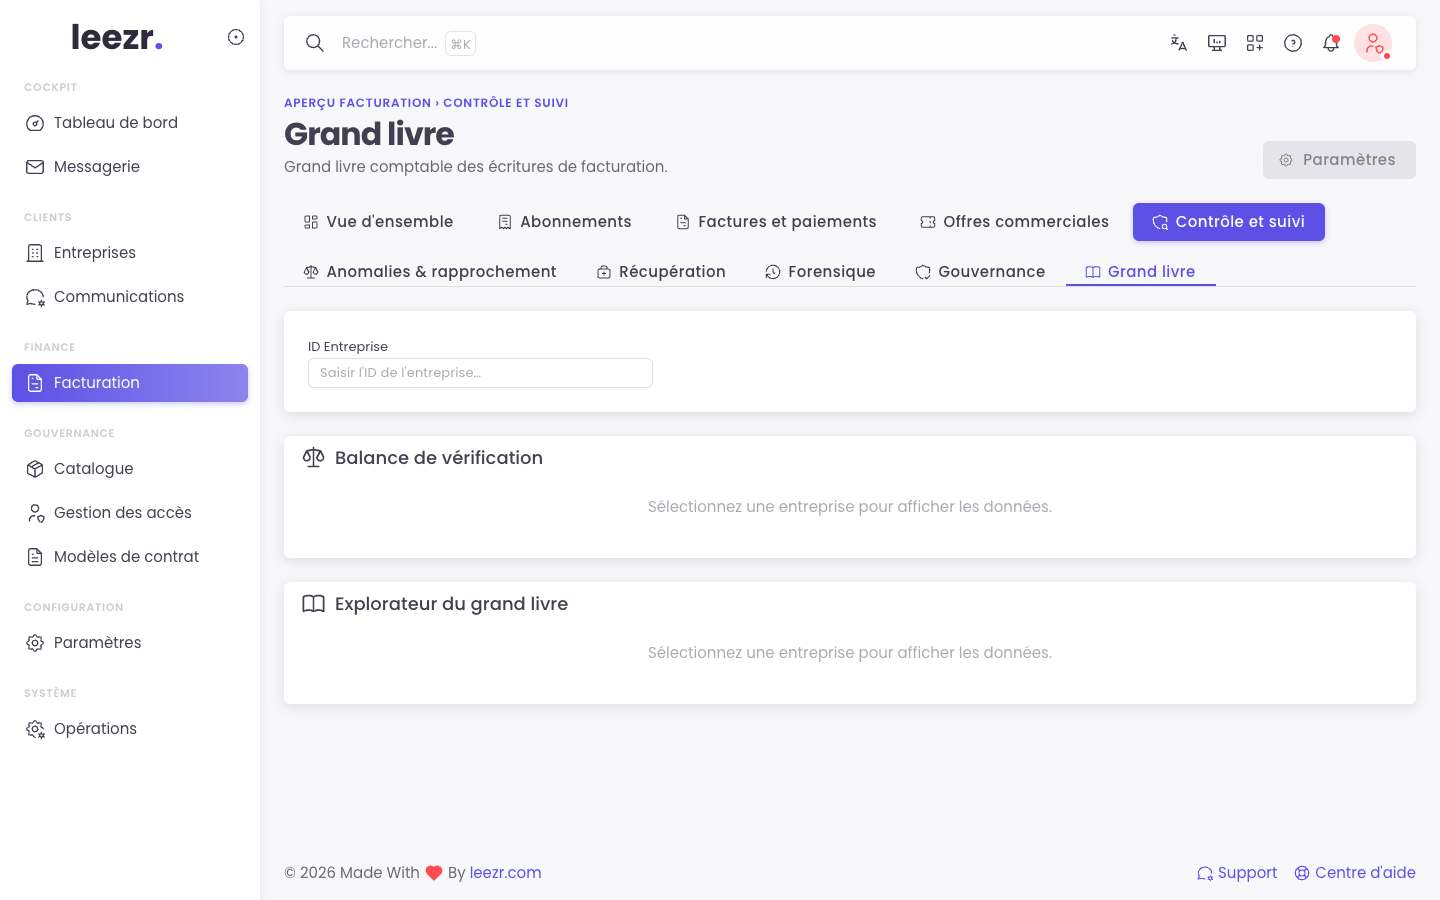 leezr.
Rechercher... ⌘K
COCKPIT
Tableau de bord
Messagerie
CLIENTS
Entreprises
Communications
FINANCE
Facturation
GOUVERNANCE
Catalogue
Gestion des accès
Modèles de contrat
CONFIGURATION
Paramètres
SYSTÈME
Opérations
APERÇU FACTURATION › CONTRÔLE ET SUIVI
Grand livre
Grand livre comptable des écritures de facturation.
Paramètres
Vue d'ensemble Abonnements Factures et paiements Offres commerciales Contrôle et suivi
Anomalies & rapprochement Récupération Forensique Gouvernance Grand livre
ID Entreprise
Saisir l'ID de l'entreprise...
Balance de vérification
Sélectionnez une entreprise pour afficher les données.
Explorateur du grand livre
Sélectionnez une entreprise pour afficher les données.
© 2026 Made With By leezr.com
Support Centre d'aide